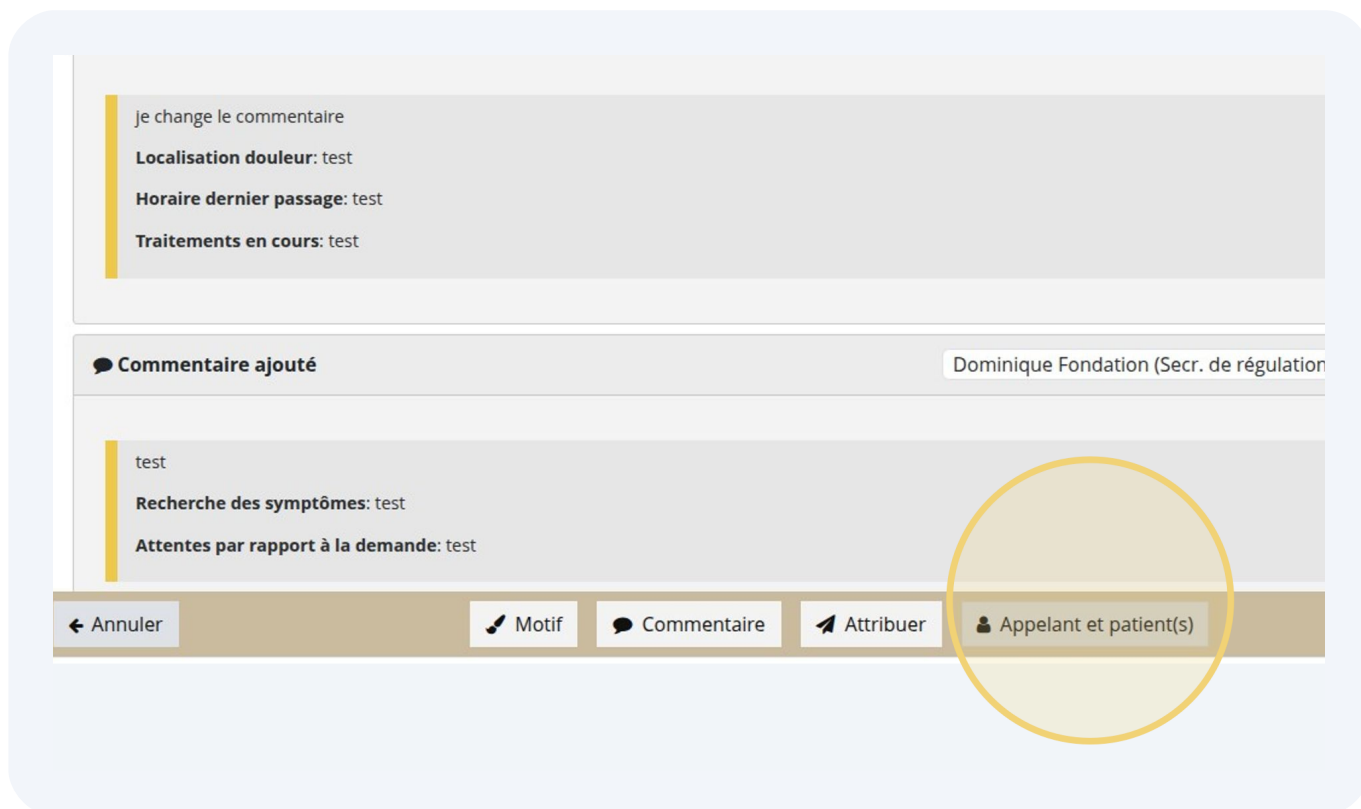 je change le commentaire
Localisation douleur: test
Horaire dernier passage: test
Traitements en cours: test
Commentaire ajouté
Dominique Fondation (Secr. de régulation
test
Recherche des symptômes: test
Attentes par rapport à la demande: test
Annuler Motif Commentaire Attribuer Appelant et patient(s)